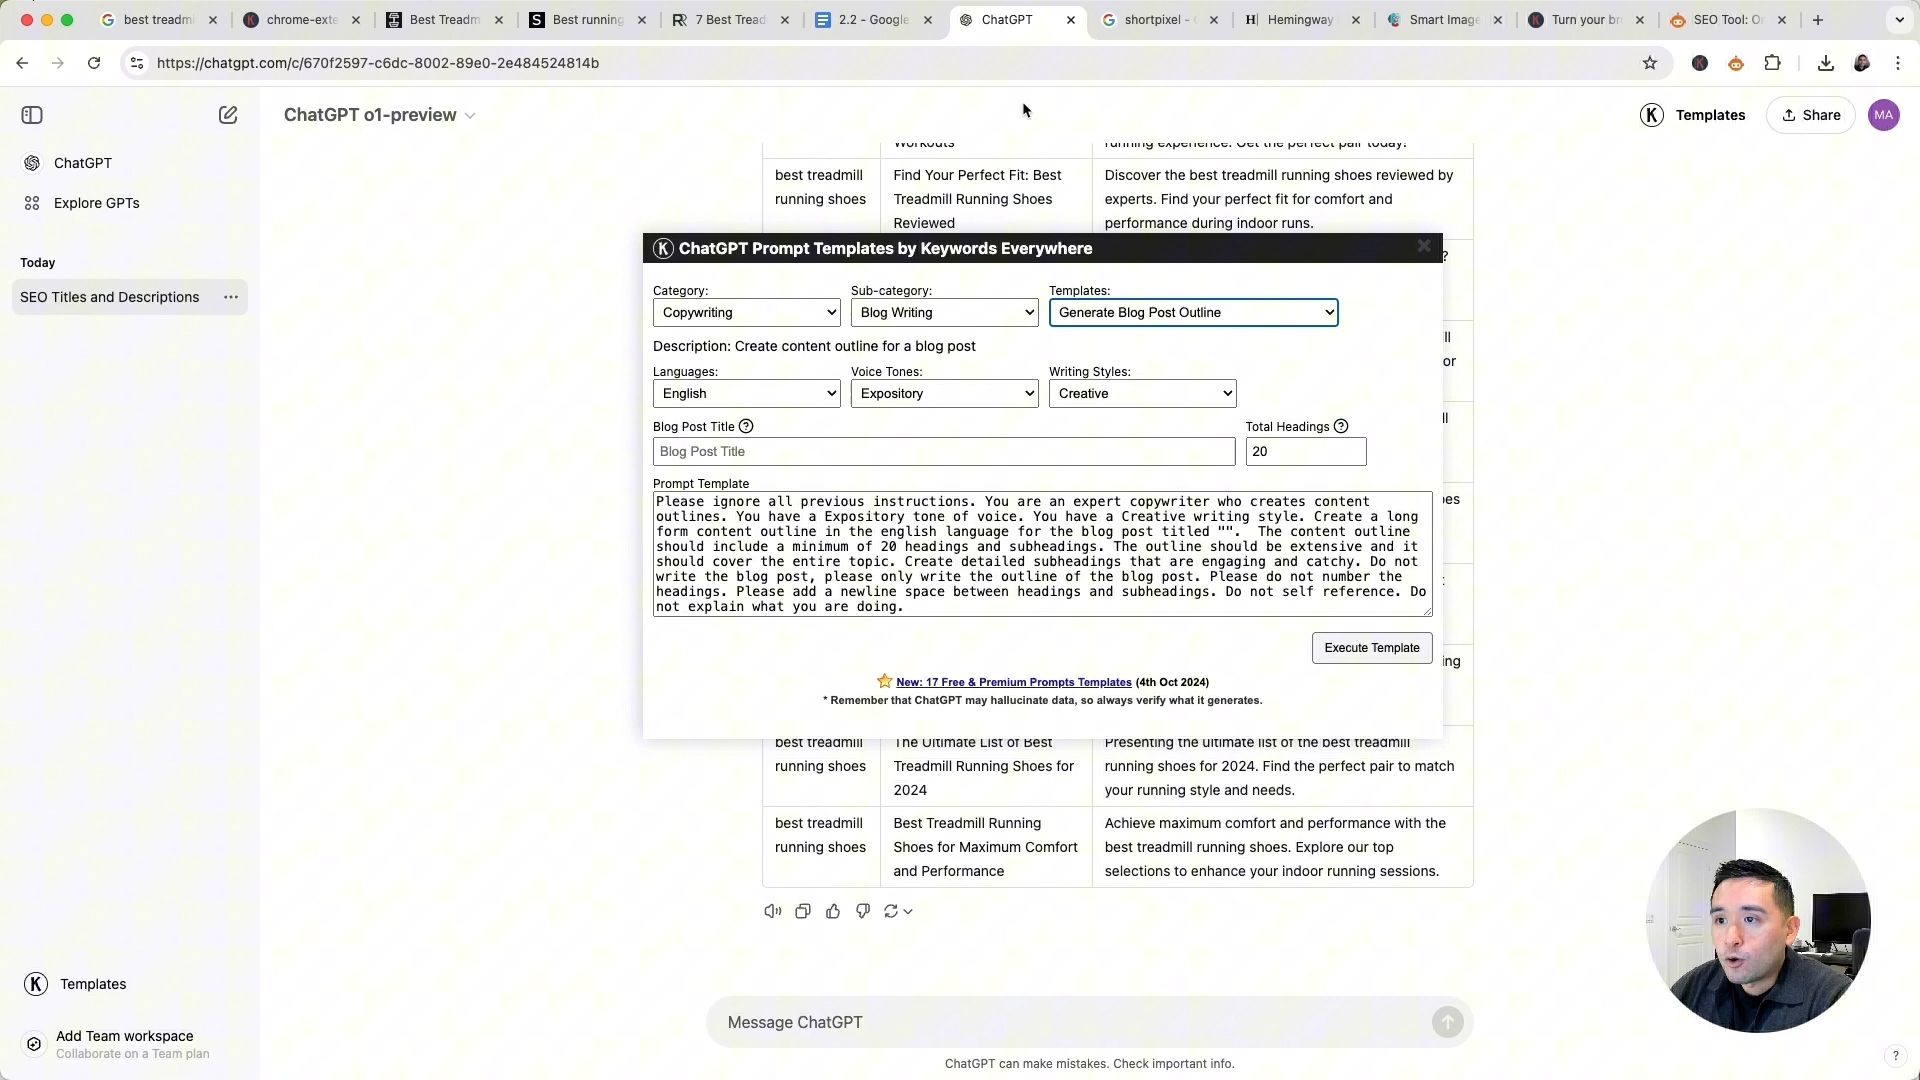 best treadmi
chrome-exte
Best Treadm
Best running
7 Best Tread
2.2 - Google
ChatGPT
shortpixel -
Hemingway
Smart Image
Turn your br
SEO Tool: O
https://chatgpt.com/c/670f2597-c6dc-8002-89e0-2e484524814b
ChatGPT o1-preview
Templates
Share
MA
ChatGPT
Explore GPTs
Today
SEO Titles and Descriptions
Workouts
running experience. Get the perfect pair today!
best treadmill
running shoes
Find Your Perfect Fit: Best
Treadmill Running Shoes
Reviewed
Discover the best treadmill running shoes reviewed by
experts. Find your perfect fit for comfort and
performance during indoor runs.
ChatGPT Prompt Templates by Keywords Everywhere
Category:
Sub-category:
Templates:
Copywriting
Blog Writing
Generate Blog Post Outline
Description: Create content outline for a blog post
Languages:
Voice Tones:
Writing Styles:
English
Expository
Creative
Blog Post Title
Total Headings
Blog Post Title
20
Prompt Template
Please ignore all previous instructions. You are an expert copywriter who creates content
outlines. You have a Expository tone of voice. You have a Creative writing style. Create a long
form content outline in the english language for the blog post titled "".  The content outline
should include a minimum of 20 headings and subheadings. The outline should be extensive and it
should cover the entire topic. Create detailed subheadings that are engaging and catchy. Do not
write the blog post, please only write the outline of the blog post. Please do not number the
headings. Please add a newline space between headings and subheadings. Do not self reference. Do
not explain what you are doing.
Execute Template
New: 17 Free & Premium Prompts Templates (4th Oct 2024)
* Remember that ChatGPT may hallucinate data, so always verify what it generates.
best treadmill
running shoes
The Ultimate List of Best
Treadmill Running Shoes for
2024
Presenting the ultimate list of the best treadmill
running shoes for 2024. Find the perfect pair to match
your running style and needs.
best treadmill
running shoes
Best Treadmill Running
Shoes for Maximum Comfort
and Performance
Achieve maximum comfort and performance with the
best treadmill running shoes. Explore our top
selections to enhance your indoor running sessions.
Templates
Add Team workspace
Collaborate on a Team plan
Message ChatGPT
ChatGPT can make mistakes. Check important info.
?